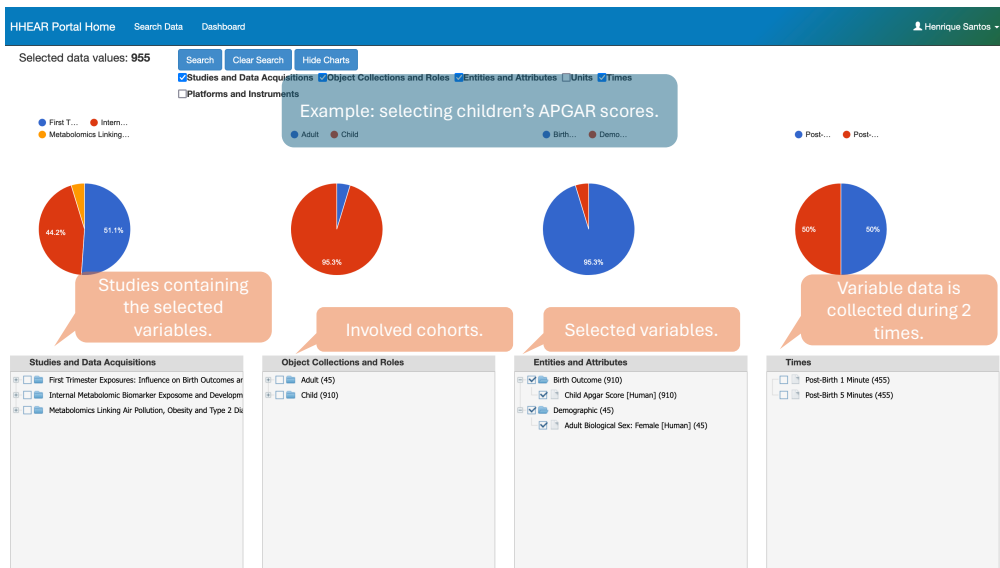 HHEAR Portal Home Search Data Dashboard Henrique Santos
Selected data values: 955 Search Clear Search Hide Charts
Studies and Data Acquisitions Object Collections and Roles Entities and Attributes Units Times
Platforms and Instruments
Example: selecting children's APGAR scores.
First T... Intern...
Metabolomics Linking...
Adult Child
Birth... Demo...
Post-... Post-...
44.2% 51.1%
95.3%
95.3%
50% 50%
Studies containing
the selected
variables.
Involved cohorts.
Selected variables.
Variable data is
collected during 2
times.
Studies and Data Acquisitions
First Trimester Exposures: Influence on Birth Outcomes ar
Internal Metabolomic Biomarker Exposome and Developm
Metabolomics Linking Air Pollution, Obesity and Type 2 Dia
Object Collections and Roles
Adult (45)
Child (910)
Entities and Attributes
Birth Outcome (910)
Child Apgar Score [Human] (910)
Demographic (45)
Adult Biological Sex: Female [Human] (45)
Times
Post-Birth 1 Minute (455)
Post-Birth 5 Minutes (455)